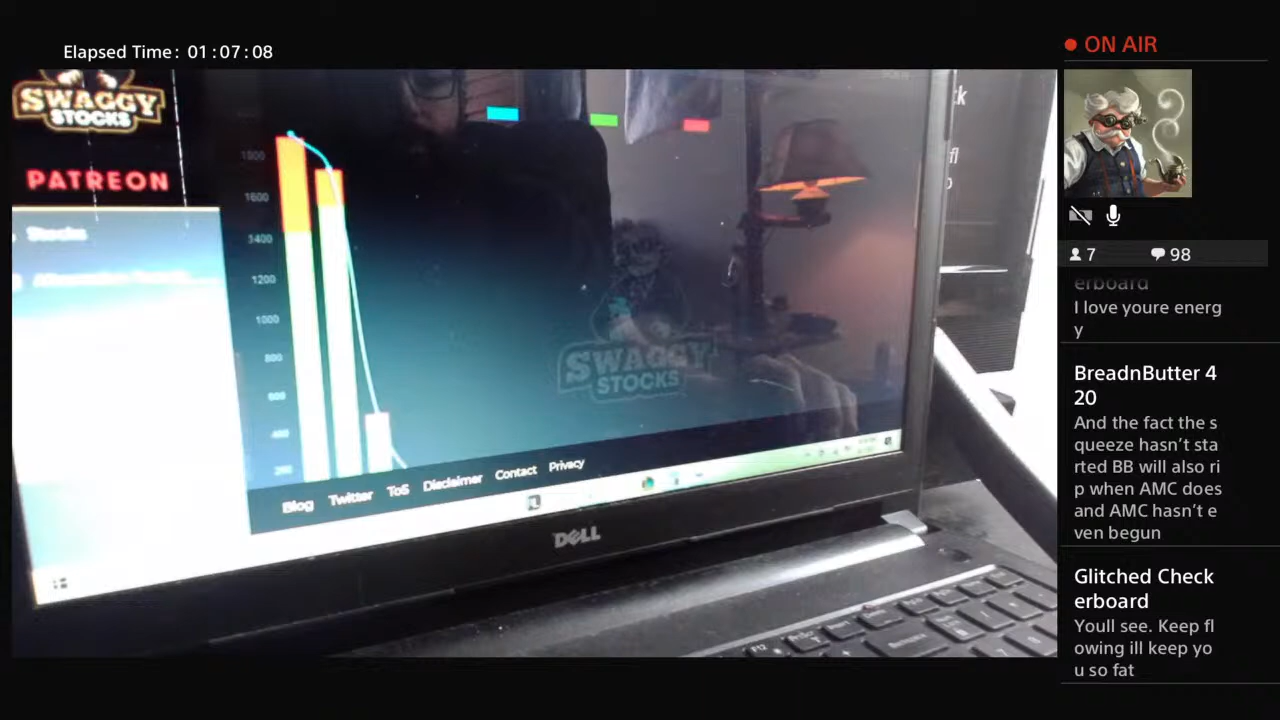 Elapsed Time: 01:07:08
ON AIR
7
98
SWAGGY
STOCKS
PATREON
Stocks
1800
1600
1400
1200
1000
800
600
400
SWAGGY
STOCKS
Blog Twitter ToS Disclaimer Contact Privacy
DELL
erboard
I love youre energ
y
BreadnButter 4
20
And the fact the s
queeze hasn't sta
rted BB will also ri
p when AMC does
and AMC hasn't e
ven begun
Glitched Check
erboard
Youll see. Keep fl
owing ill keep yo
u so fat